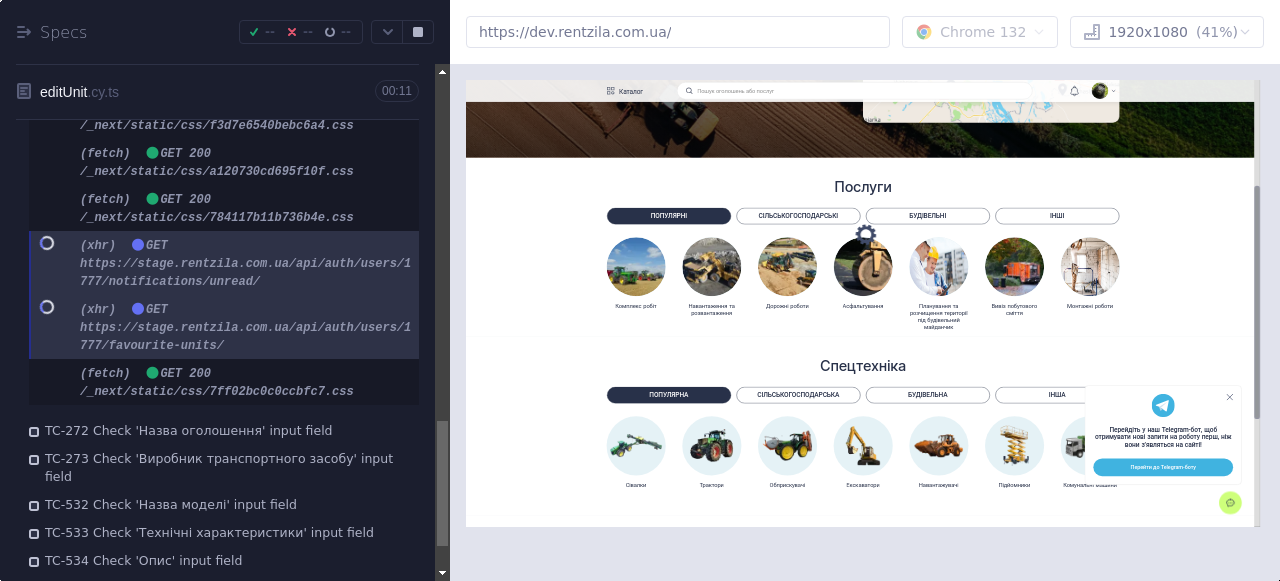 Specs
-- -- --
https://dev.rentzila.com.ua/
Chrome 132
1920x1080 (41%)
editUnit.cy.ts
00:11
/_next/static/css/f3d7e6540bebc6a4.css
(fetch) GET 200
/_next/static/css/a120730cd695f10f.css
(fetch) GET 200
/_next/static/css/784117b11b736b4e.css
(xhr) GET
https://stage.rentzila.com.ua/api/auth/users/1
777/notifications/unread/
(xhr) GET
https://stage.rentzila.com.ua/api/auth/users/1
777/favourite-units/
(fetch) GET 200
/_next/static/css/7ff02bc0c0ccbfc7.css
TC-272 Check 'Назва оголошення' input field
TC-273 Check 'Виробник транспортного засобу' input
field
TC-532 Check 'Назва моделі' input field
TC-533 Check 'Технічні характеристики' input field
TC-534 Check 'Опис' input field
Каталог
Пошук оголошень або послуг
Послуги
ПОПУЛЯРНІ
СІЛЬСЬКОГОСПОДАРСЬКІ
БУДІВЕЛЬНІ
ІНШІ
Комплекс робіт
Навантаження та
розвантаження.
Дорожні роботи
Асфальтування
Планування та
розчищення території
під будівельний
майданчик
Вивіз побутового
сміття
Монтажні роботи
Спецтехніка
ПОПУЛЯРНА
СІЛЬСЬКОГОСПОДАРСЬКА
БУДІВЕЛЬНА
ІНША
Сівалки
Трактори
Обприскувачі
Екскаватори
Навантажувачі
Підйомники
Комунальні машини
Перейдіть у наш Telegram-бот, щоб
отримувати нові запити на роботу перш, ніж
вони з'являться на сайті!
Перейти до Telegram-боту